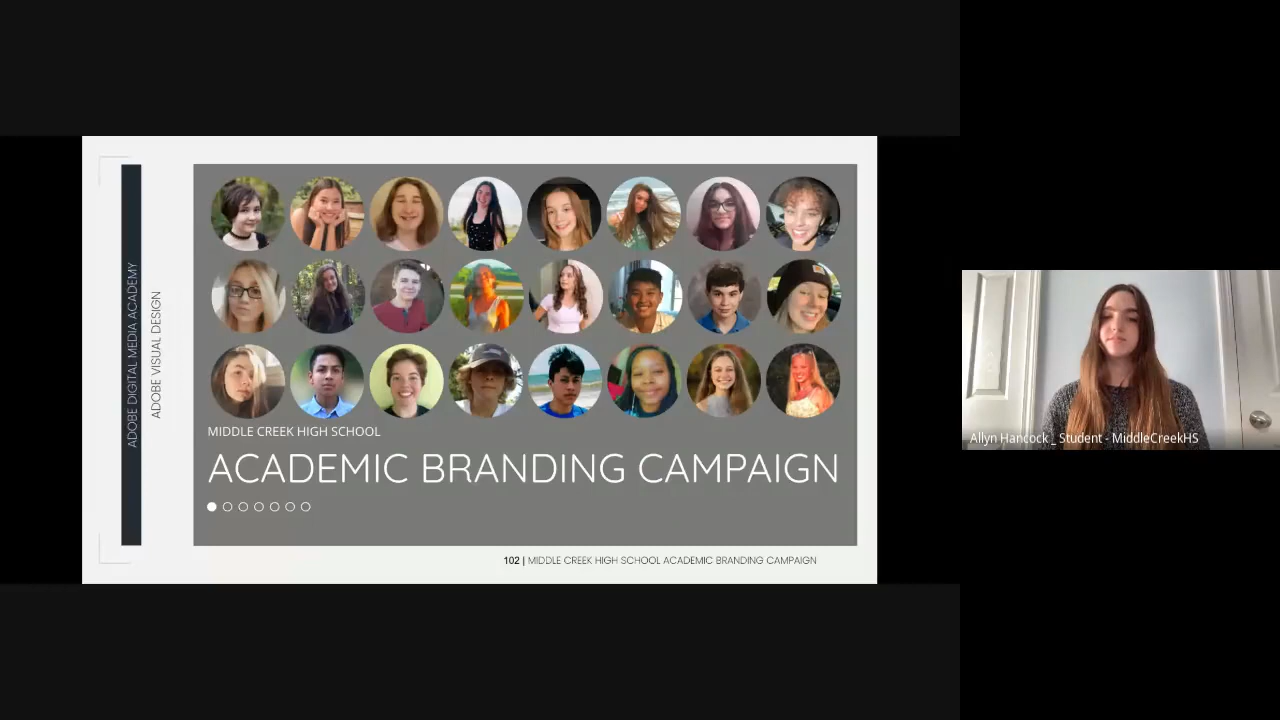 ADOBE DIGITAL MEDIA ACADEMY
ADOBE VISUAL DESIGN
MIDDLE CREEK HIGH SCHOOL
ACADEMIC BRANDING CAMPAIGN
102 | MIDDLE CREEK HIGH SCHOOL ACADEMIC BRANDING CAMPAIGN
Allyn Hancock _ Student - MiddleCreekHS